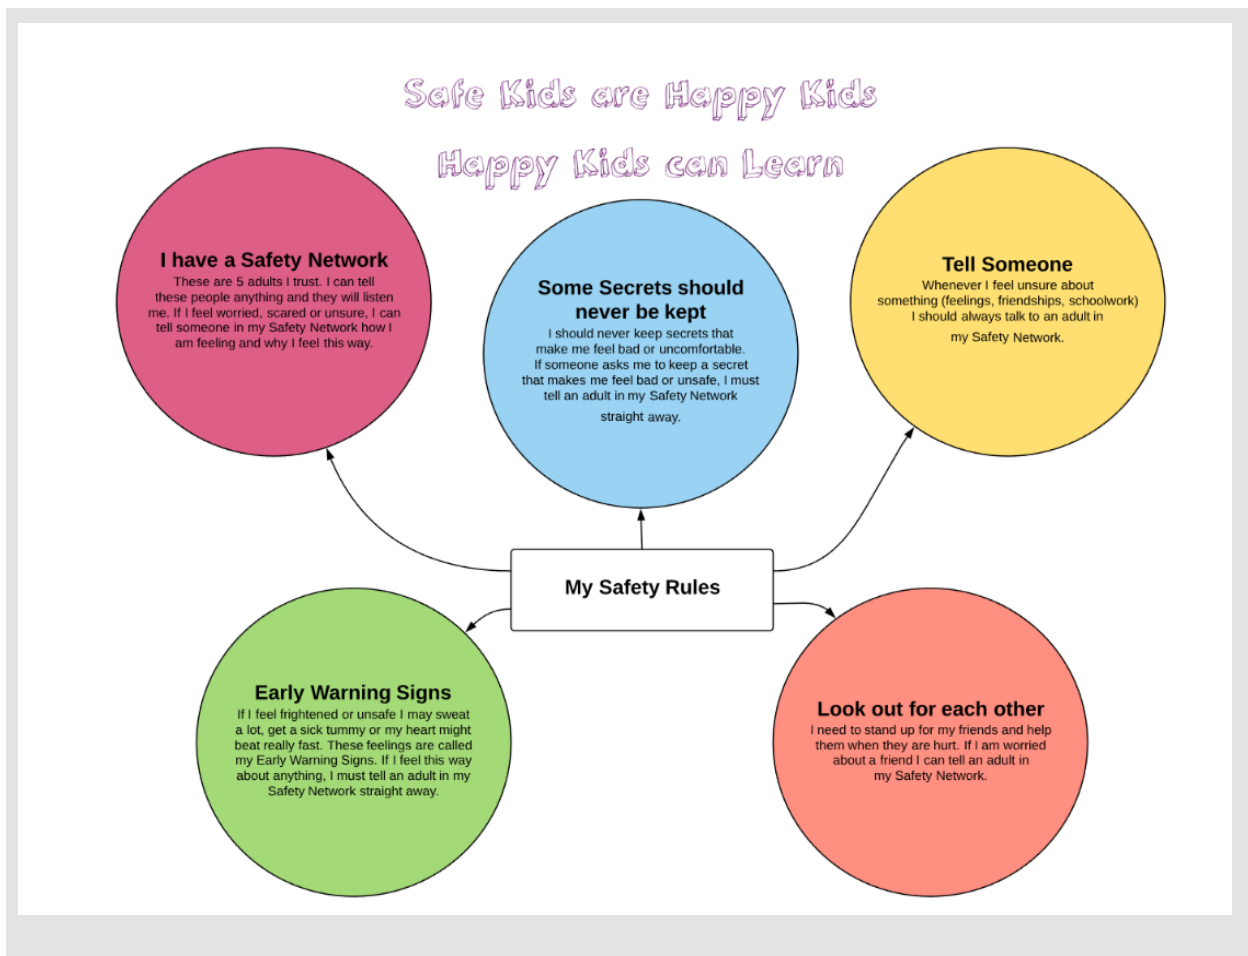 Safe Kids are Happy Kids
Happy Kids can Learn
I have a Safety Network
These are 5 adults I trust. I can tell
these people anything and they will listen
me. If I feel worried, scared or unsure, I can
tell someone in my Safety Network how I
am feeling and why I feel this way.
Some Secrets should
never be kept
I should never keep secrets that
make me feel bad or uncomfortable.
If someone asks me to keep a secret
that makes me feel bad or unsafe, I must
tell an adult in my Safety Network
straight away.
Tell Someone
Whenever I feel unsure about
something (feelings, friendships, schoolwork)
I should always talk to an adult in
my Safety Network.
My Safety Rules
Early Warning Signs
If I feel frightened or unsafe I may sweat
a lot, get a sick tummy or my heart might
beat really fast. These feelings are called
my Early Warning Signs. If I feel this way
about anything, I must tell an adult in my
Safety Network straight away.
Look out for each other
I need to stand up for my friends and help
them when they are hurt. If I am worried
about a friend I can tell an adult in
my Safety Network.